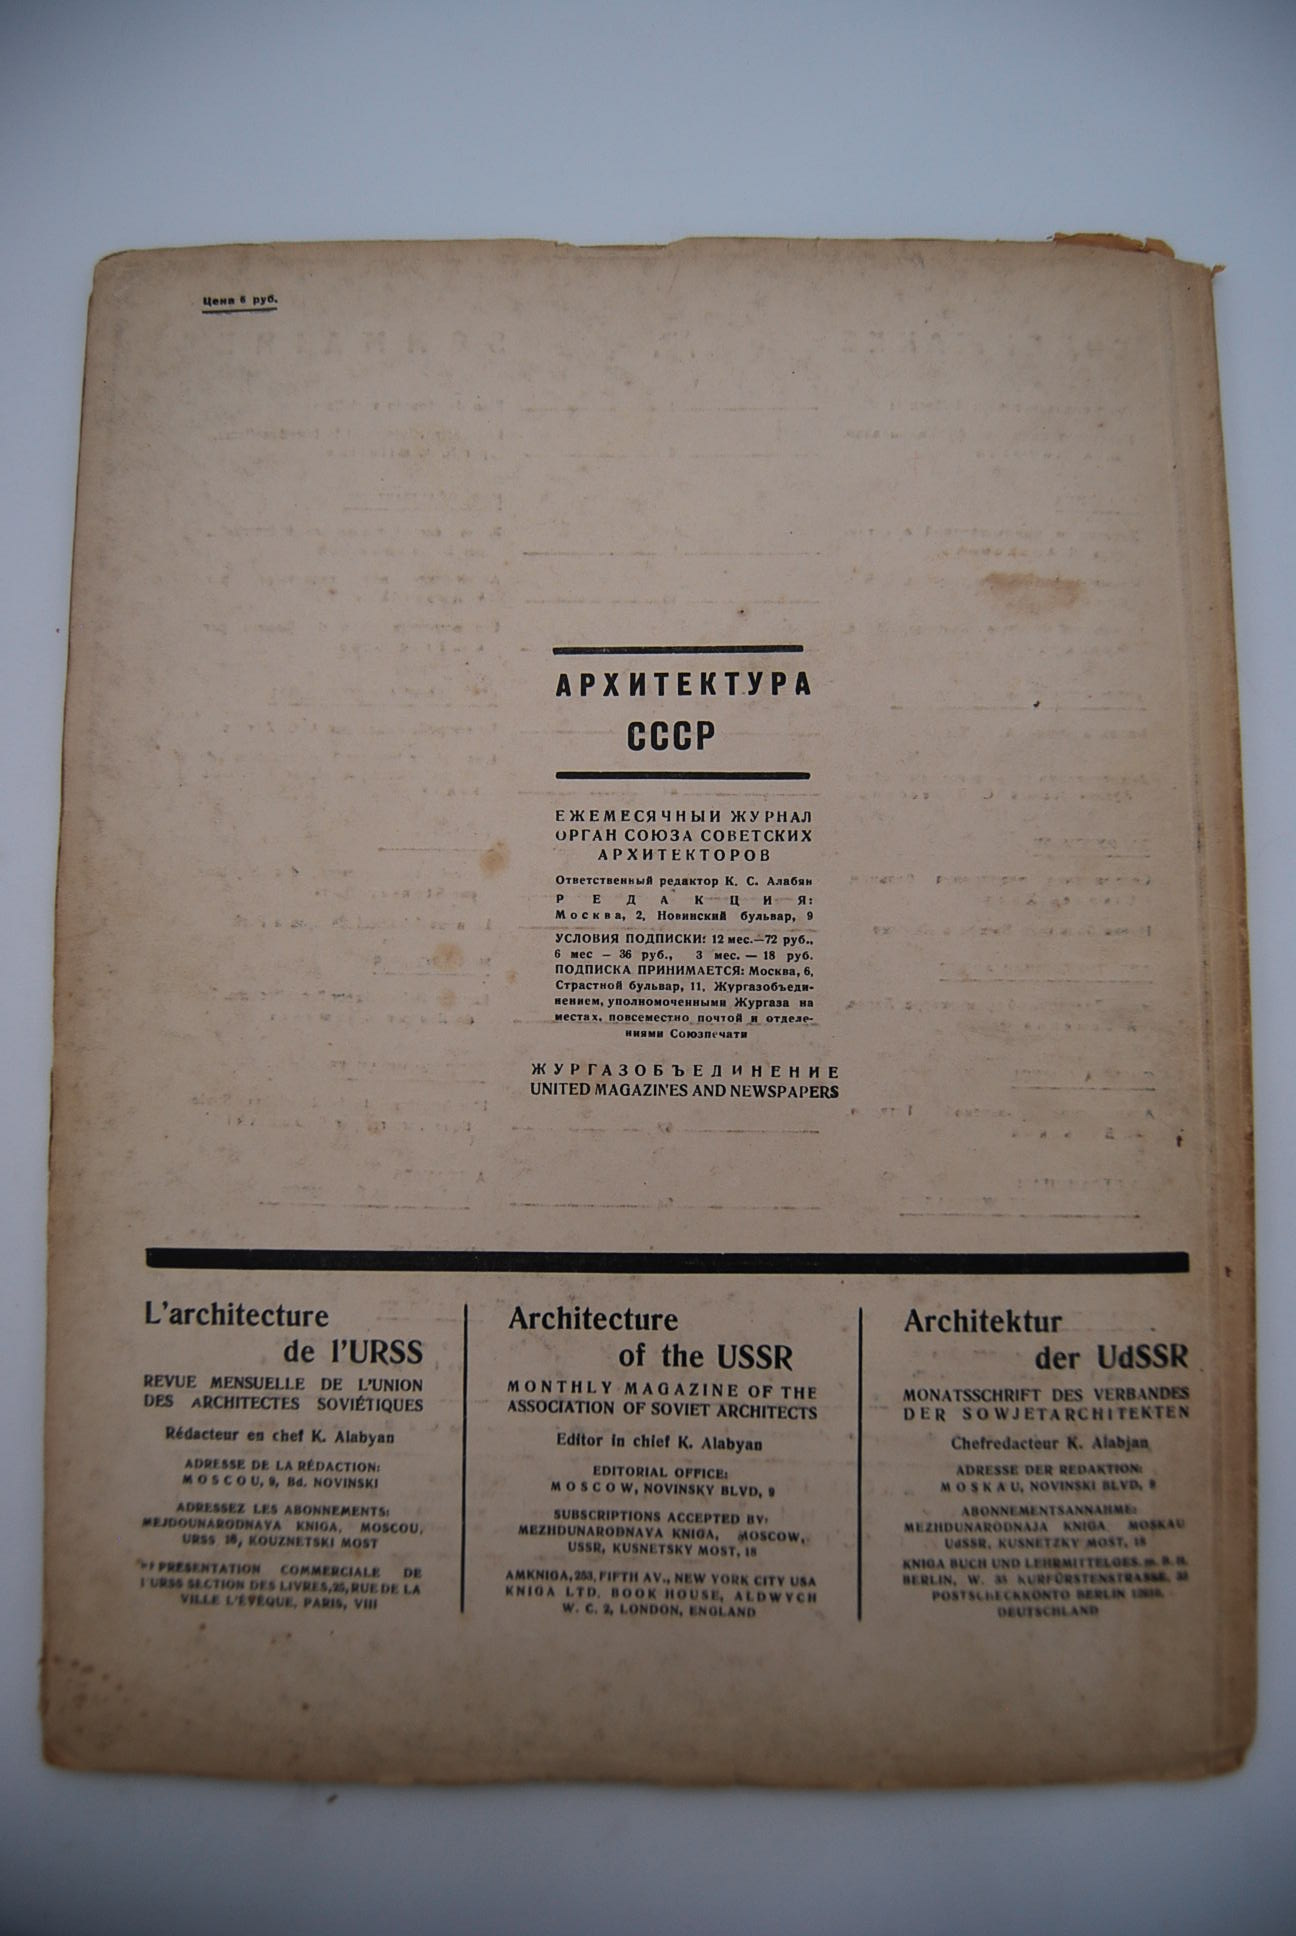 Цена 6 руб.
АРХИТЕКТУРА
СССР
ЕЖЕМЕСЯЧНЫЙ ЖУРНАЛ
ОРГАН СОЮЗА СОВЕТСКИХ
АРХИТЕКТОРОВ
Ответственный редактор К. С. Алабян
РЕДАКЦИЯ:
Москва, 2, Новинский бульвар, 9
УСЛОВИЯ ПОДПИСКИ: 12 мес.—72 руб.,
6 мес — 36 руб., 3 мес. — 18 руб.
ПОДПИСКА ПРИНИМАЕТСЯ: Москва, 6,
Страстной бульвар, 11, Жургазобъеди-
нением, уполномоченными Жургаза на
местах, повсеместно почтой и отделе-
ниями Союзпечати
ЖУРГАЗОБЪЕДИНЕНИЕ
UNITED MAGAZINES AND NEWSPAPERS
L'architecture
de l'URSS
REVUE MENSUELLE DE L'UNION
DES ARCHITECTES SOVIÉTIQUES
Rédacteur en chef K. Alabyan
ADRESSE DE LA RÉDACTION:
MOSCOU, 9, Bd. NOVINSKI
ADRESSEZ LES ABONNEMENTS:
MEJDOUNARODNAYA KNIGA, MOSCOU,
URSS 18, KOUZNETSKI MOST
REPRÉSENTATION COMMERCIALE DE
l'URSS SECTION DES LIVRES, 25, RUE DE LA
VILLE L'ÉVÊQUE, PARIS, VIII
Architecture
of the USSR
MONTHLY MAGAZINE OF THE
ASSOCIATION OF SOVIET ARCHITECTS
Editor in chief K. Alabyan
EDITORIAL OFFICE:
MOSCOW, NOVINSKY BLVD, 9
SUBSCRIPTIONS ACCEPTED BY:
MEZHDUNARODNAYA KNIGA, MOSCOW,
USSR, KUSNETSKY MOST, 18
AMKNIGA, 253, FIFTH AV., NEW YORK CITY USA
KNIGA LTD. BOOK HOUSE, ALDWYCH
W. C. 2, LONDON, ENGLAND
Architektur
der UdSSR
MONATSSCHRIFT DES VERBANDES
DER SOWJETARCHITEKTEN
Chefredacteur K. Alabjan
ADRESSE DER REDAKTION:
MOSKAU, NOVINSKI BLVD, 9
ABONNEMENTSANNAHME:
MEZHDUNARODNAJA KNIGA MOSKAU
UdSSR, KUSNETZKY MOST, 18
KNIGA BUCH UND LEHRMITTELGES. m. B. H.
BERLIN, W. 35 KURFÜRSTENSTRASSE, 33
POSTSCHECKKONTO BERLIN
DEUTSCHLAND